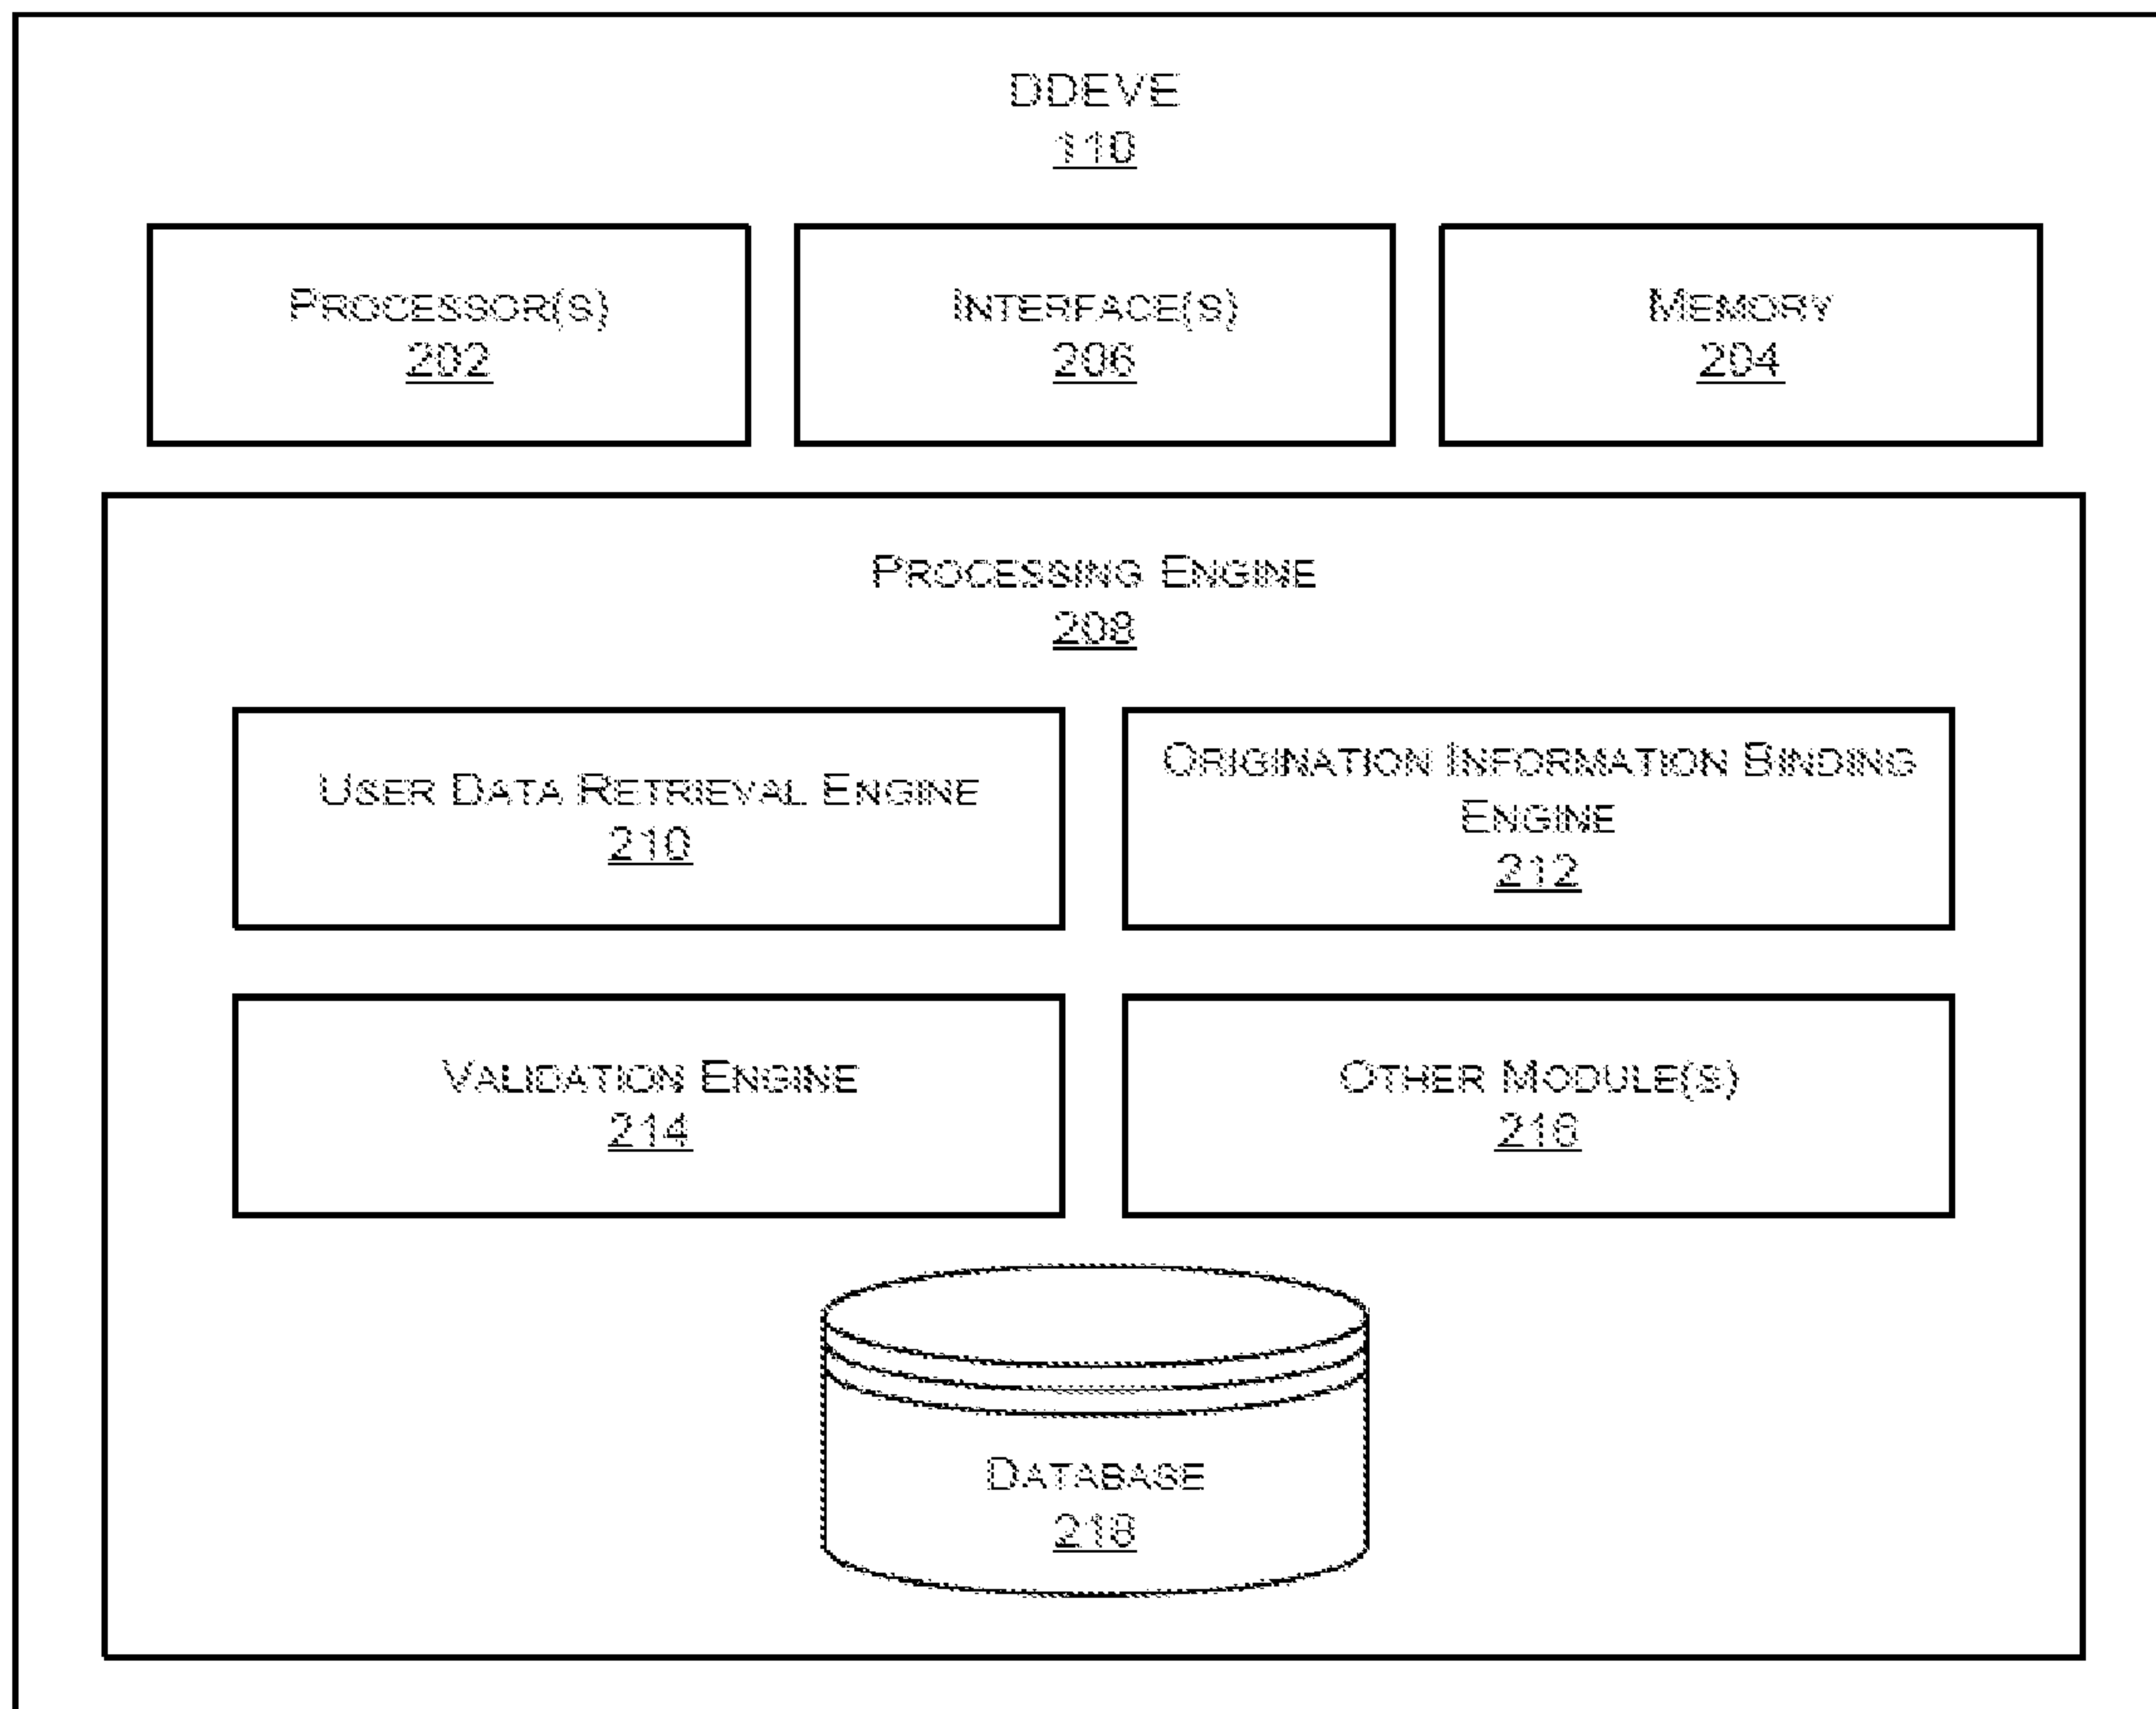 DDEVE
110
PROCESSOR(S)
202
INTERFACE(S)
206
MEMORY
204
PROCESSING ENGINE
208
USER DATA RETRIEVAL ENGINE
210
ORIGINATION INFORMATION BINDING
ENGINE
212
VALIDATION ENGINE
214
OTHER MODULE(S)
216
DATABASE
218